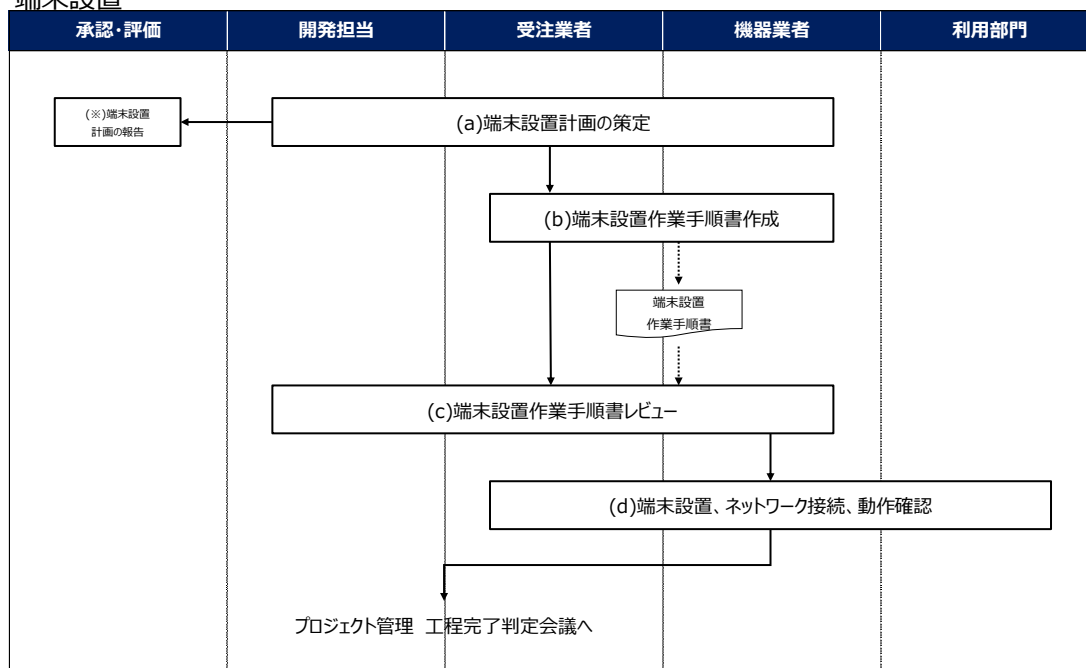 端末設置
承認・評価
開発担当
受注業者
機器業者
利用部門
(※)端末設置
計画の報告
(a)端末設置計画の策定
(b)端末設置作業手順書作成
端末設置
作業手順書
(c)端末設置作業手順書レビュー
(d)端末設置、ネットワーク接続、動作確認
プロジェクト管理 工程完了判定会議へ